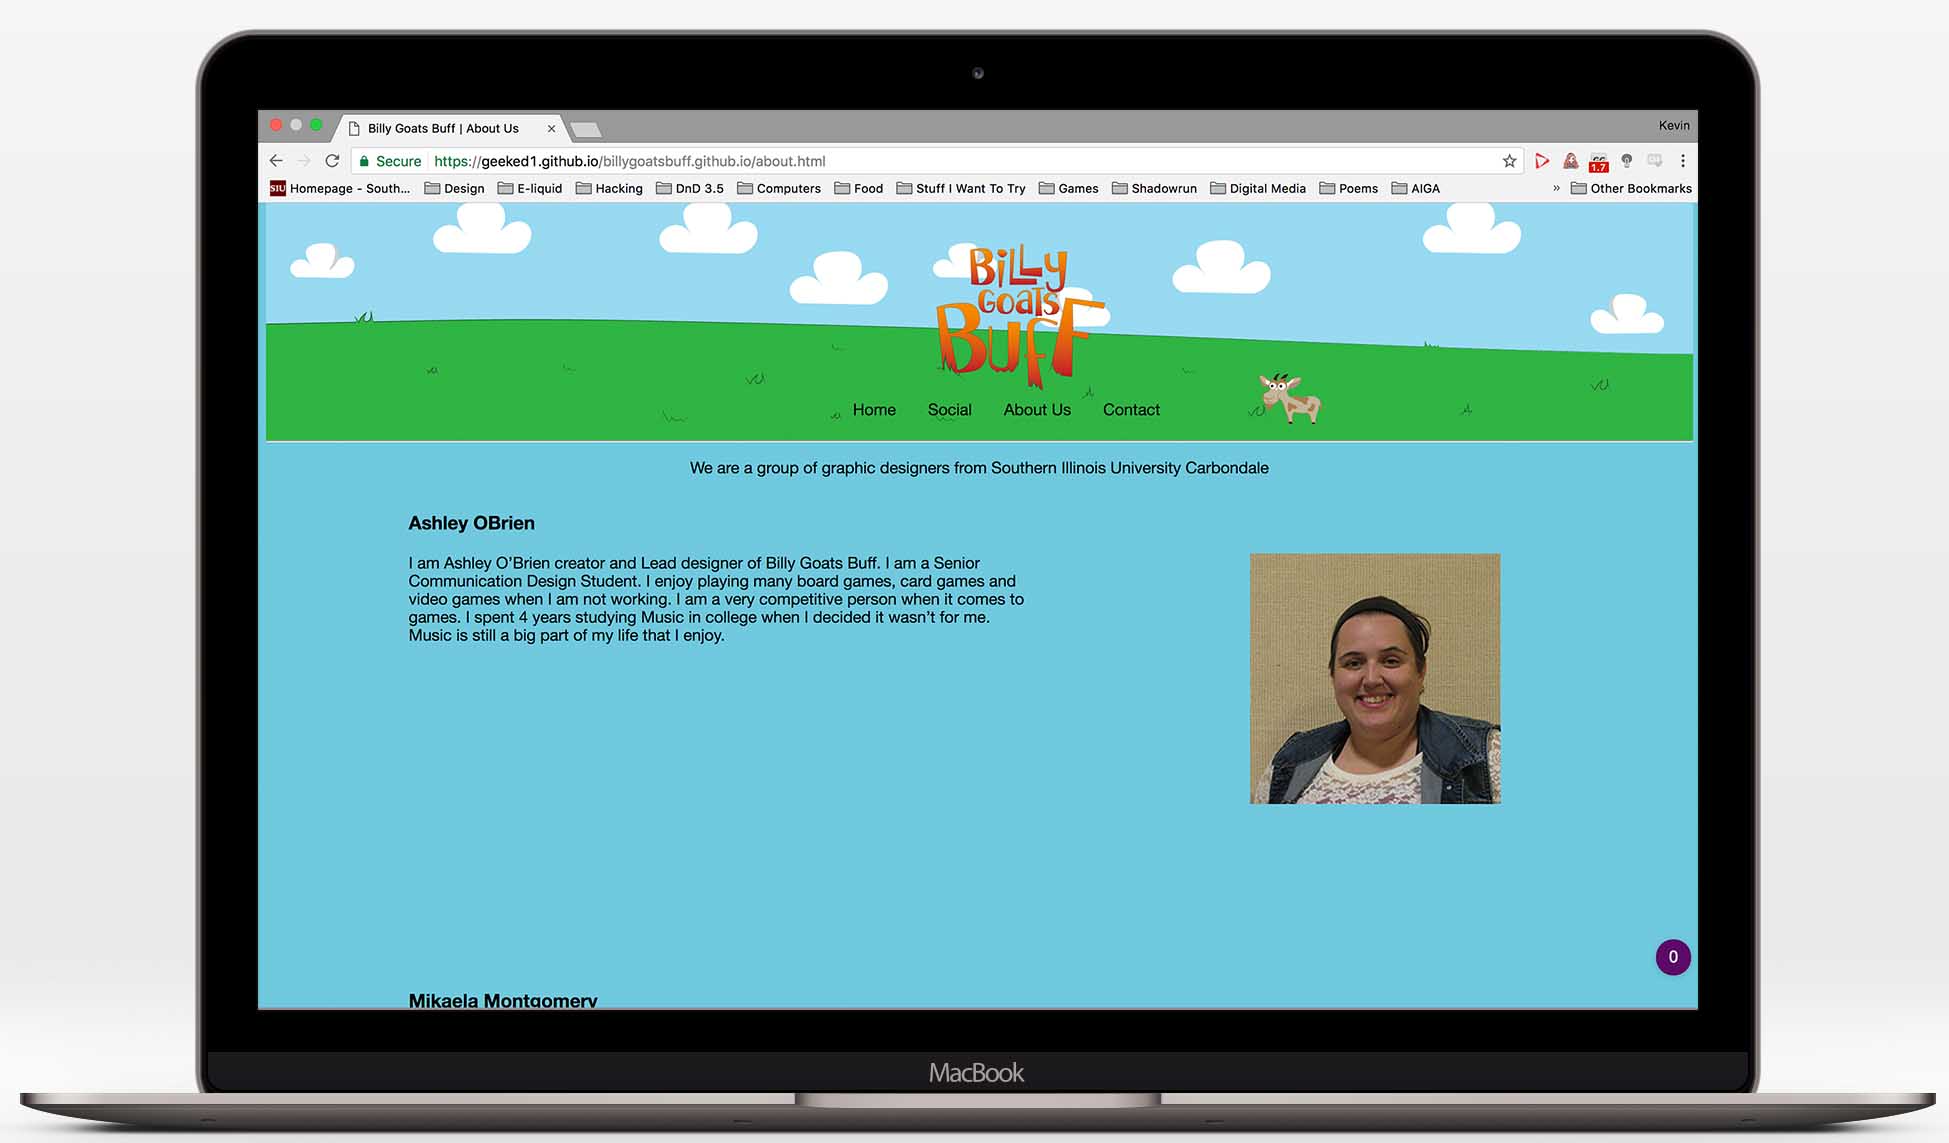 Billy Goats Buff | About Us
Kevin
Secure https://geeked1.github.io/billygoatsbuff.github.io/about.html
1.7
SIU Homepage - South... Design E-liquid Hacking DnD 3.5 Computers Food Stuff I Want To Try Games Shadowrun Digital Media Poems AIGA » Other Bookmarks
BiLLy
GOATS
BUFF
Home Social About Us Contact
We are a group of graphic designers from Southern Illinois University Carbondale
Ashley OBrien
I am Ashley O’Brien creator and Lead designer of Billy Goats Buff. I am a Senior
Communication Design Student. I enjoy playing many board games, card games and
video games when I am not working. I am a very competitive person when it comes to
games. I spent 4 years studying Music in college when I decided it wasn’t for me.
Music is still a big part of my life that I enjoy.
0
Mikaela Montgomery
MacBook